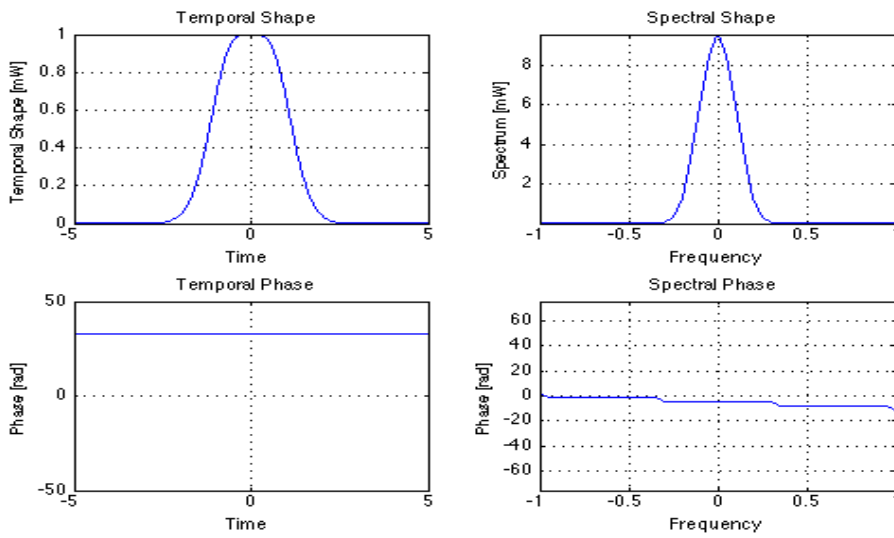 Temporal Shape
Temporal Shape [mW]
1
0.8
0.6
0.4
0.2
0
-5
0
5
Time
Spectral Shape
Spectrum [mW]
8
6
4
2
-1
-0.5
0
0.5
Frequency
Temporal Phase
Phase [rad]
50
0
-50
-5
0
5
Time
Spectral Phase
Phase [rad]
60
40
20
0
-20
-40
-60
-1
-0.5
0
0.5
Frequency